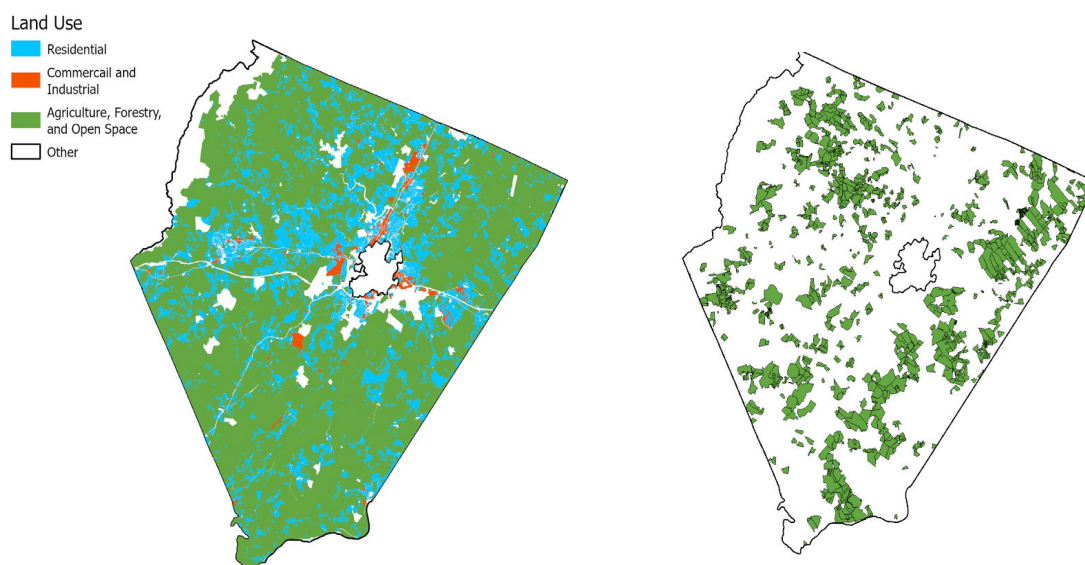 Land Use
Residential
Commercail and
Industrial
Agriculture, Forestry,
and Open Space
Other